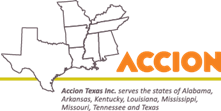 ACCION
Accion Texas Inc. serves the states of Alabama,
Arkansas, Kentucky, Louisiana, Mississippi,
Missouri, Tennessee and Texas